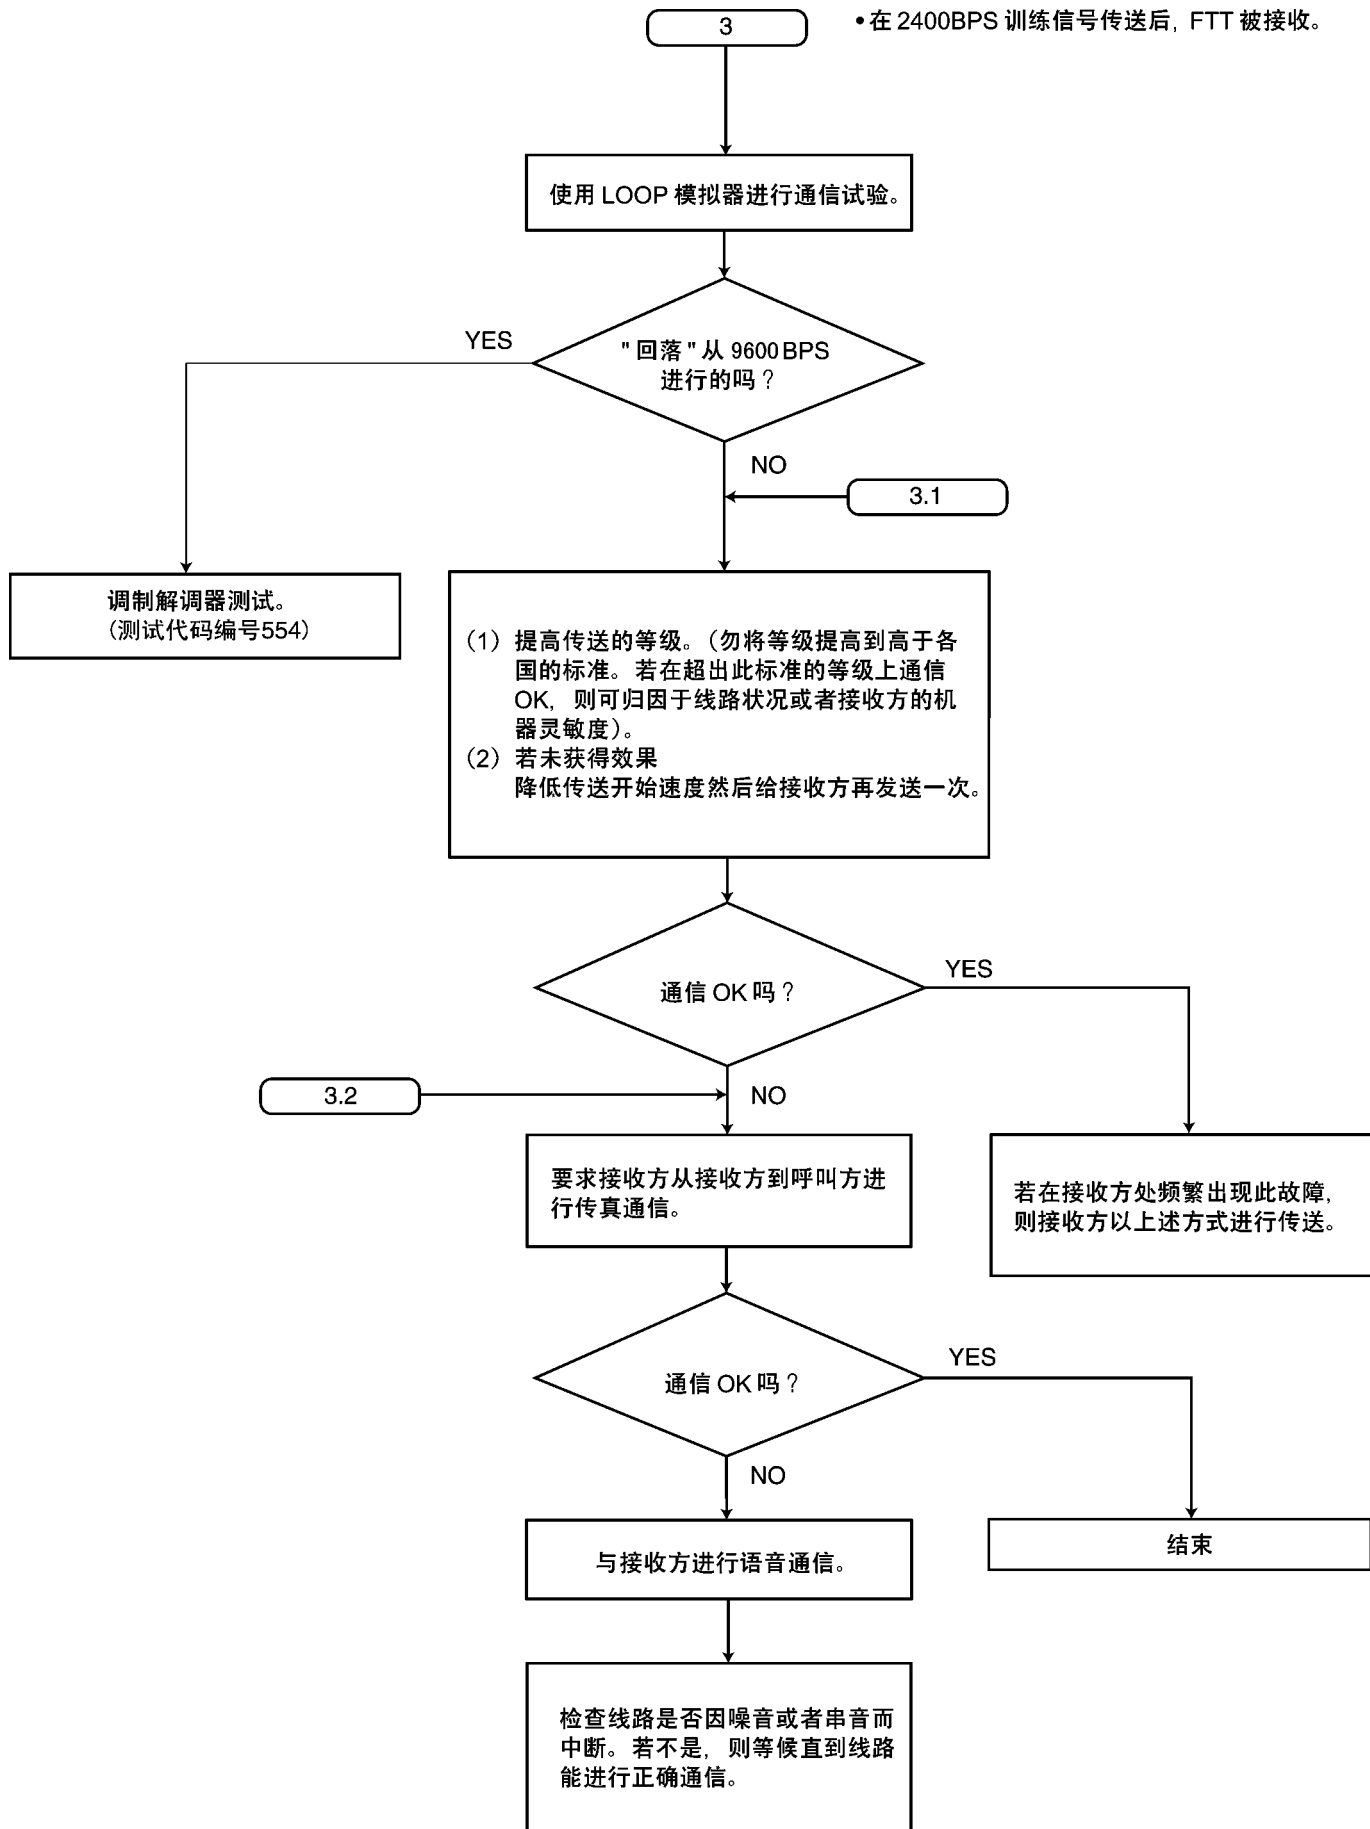 3
•在 2400BPS 训练信号传送后, FTT 被接收。
使用 LOOP 模拟器进行通信试验。
YES
"回落"从 9600BPS
进行的吗?
NO
3.1
调制解调器测试。
(测试代码编号554)
(1) 提高传送的等级。(勿将等级提高到高于各
国的标准。若在超出此标准的等级上通信
OK, 则可归因于线路状况或者接收方的机
器灵敏度)。
(2) 若未获得效果
降低传送开始速度然后给接收方再发送一次。
通信 OK 吗?
YES
3.2
NO
要求接收方从接收方到呼叫方进
行传真通信。
若在接收方处频繁出现此故障,
则接收方以上述方式进行传送。
通信 OK 吗?
YES
NO
与接收方进行语音通信。
结束
检查线路是否因噪音或者串音而
中断。若不是, 则等候直到线路
能进行正确通信。